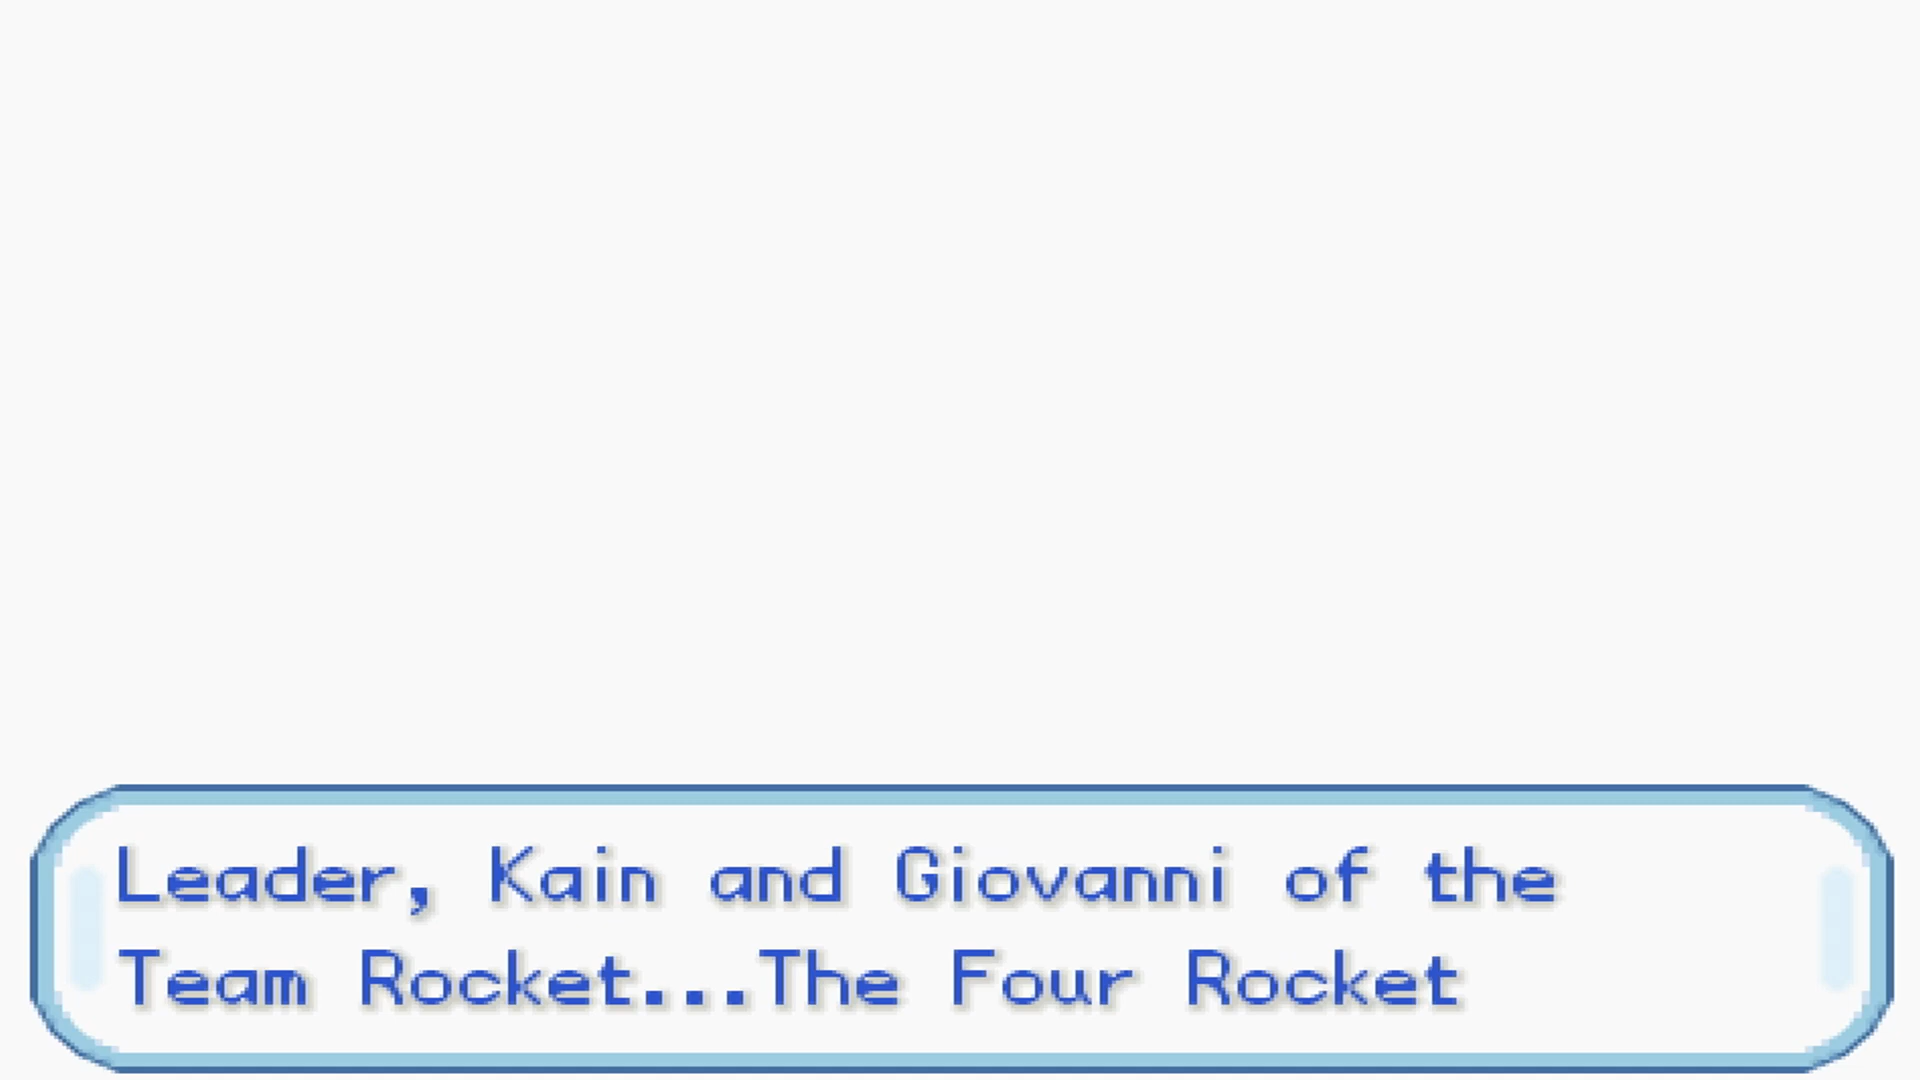 Leader, Kain and Giovanni of the
Team Rocket...The Four Rocket